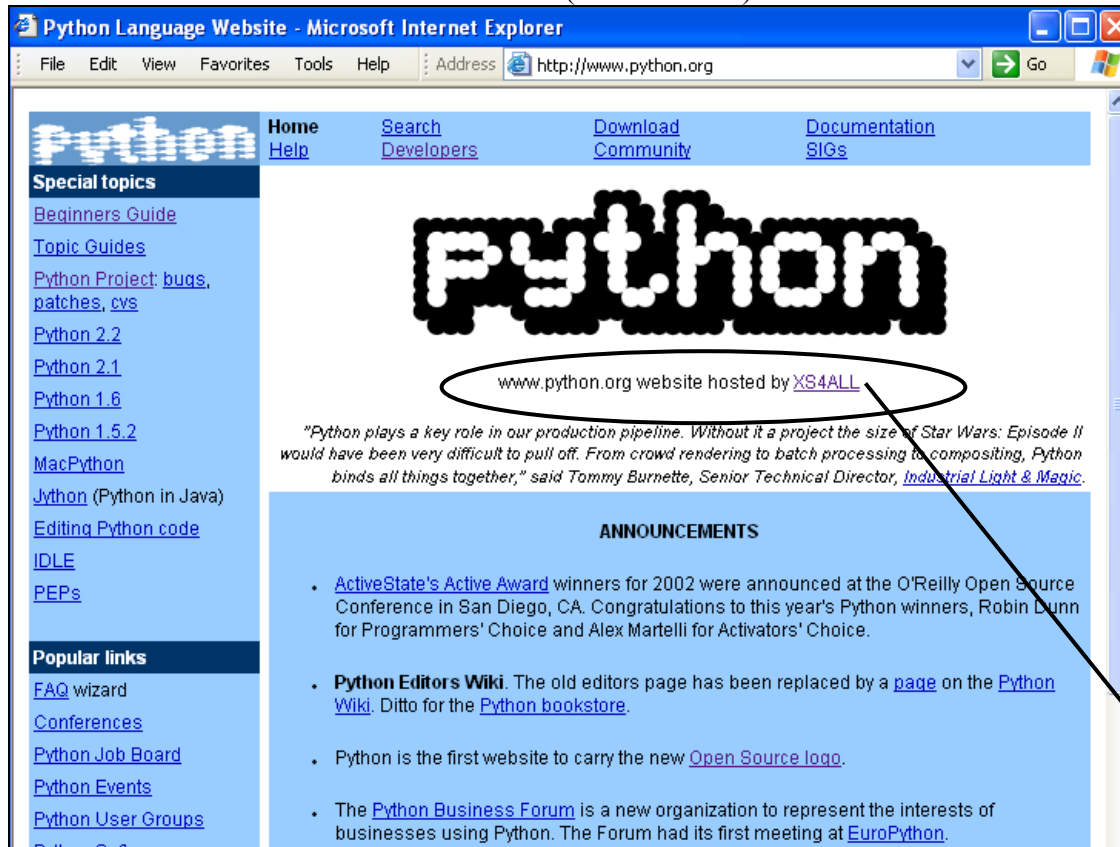 Python Language Website - Microsoft Internet Explorer
File Edit View Favorites Tools Help Address http://www.python.org Go
python
Home Search Download Documentation
Help Developers Community SIGs
Special topics
Beginners Guide
Topic Guides
Python Project: bugs,
patches, cvs
Python 2.2
Python 2.1
Python 1.6
Python 1.5.2
MacPython
Jython (Python in Java)
Editing Python code
IDLE
PEPs
Popular links
FAQ wizard
Conferences
Python Job Board
Python Events
Python User Groups
python
www.python.org website hosted by XS4ALL
"Python plays a key role in our production pipeline. Without it a project the size of Star Wars: Episode II
would have been very difficult to pull off. From crowd rendering to batch processing to compositing, Python
binds all things together," said Tommy Burnette, Senior Technical Director, Industrial Light & Magic.
ANNOUNCEMENTS
• ActiveState's Active Award winners for 2002 were announced at the O'Reilly Open Source
Conference in San Diego, CA. Congratulations to this year's Python winners, Robin Dunn
for Programmers' Choice and Alex Martelli for Activators' Choice.
• Python Editors Wiki. The old editors page has been replaced by a page on the Python
Wiki. Ditto for the Python bookstore.
• Python is the first website to carry the new Open Source logo.
• The Python Business Forum is a new organization to represent the interests of
businesses using Python. The Forum had its first meeting at EuroPython.